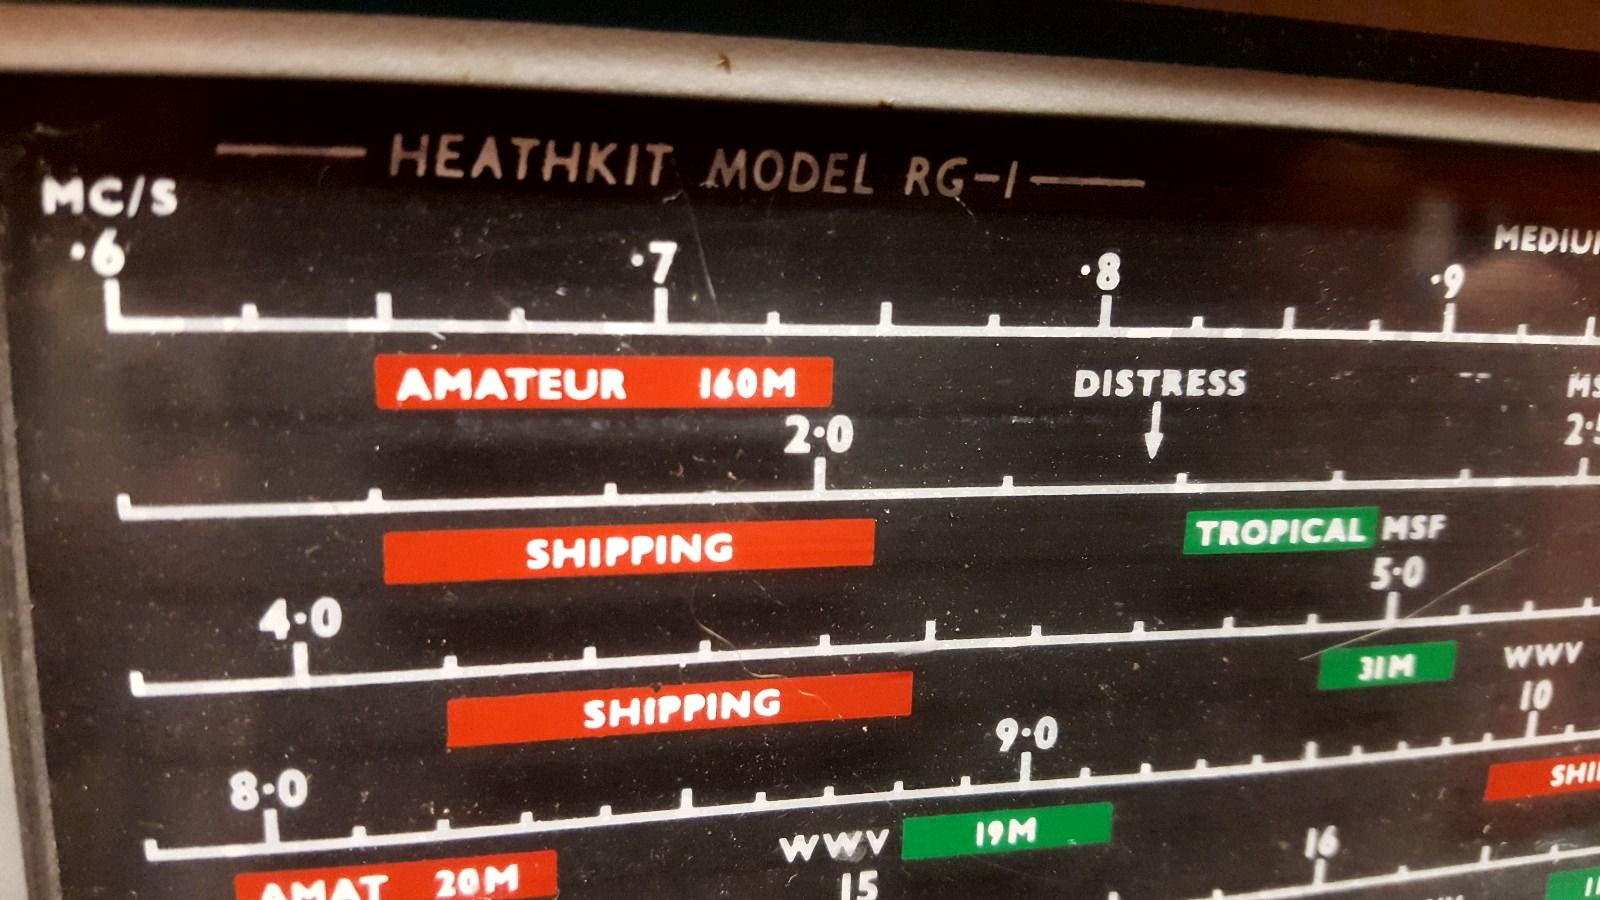 — HEATHKIT MODEL RG-1 —
MC/S
·6 ·7 ·8 ·9
AMATEUR 160M DISTRESS
2·0
SHIPPING TROPICAL MSF
4·0 5·0
SHIPPING 31M WWV
8·0 9·0 10
AMAT 20M WWV 19M
15 16